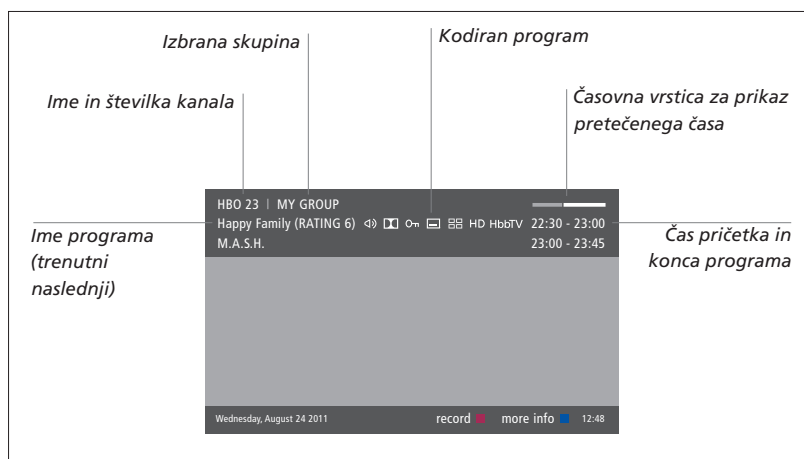 Izbrana skupina
Kodiran program
Ime in številka kanala
Časovna vrstica za prikaz
pretečenega časa
HBO 23 | MY GROUP
Happy Family (RATING 6) HD HbbTV 22:30 - 23:00
M.A.S.H. 23:00 - 23:45
Ime programa
(trenutni
naslednji)
Čas pričetka in
konca programa
Wednesday, August 24 2011 record more info 12:48